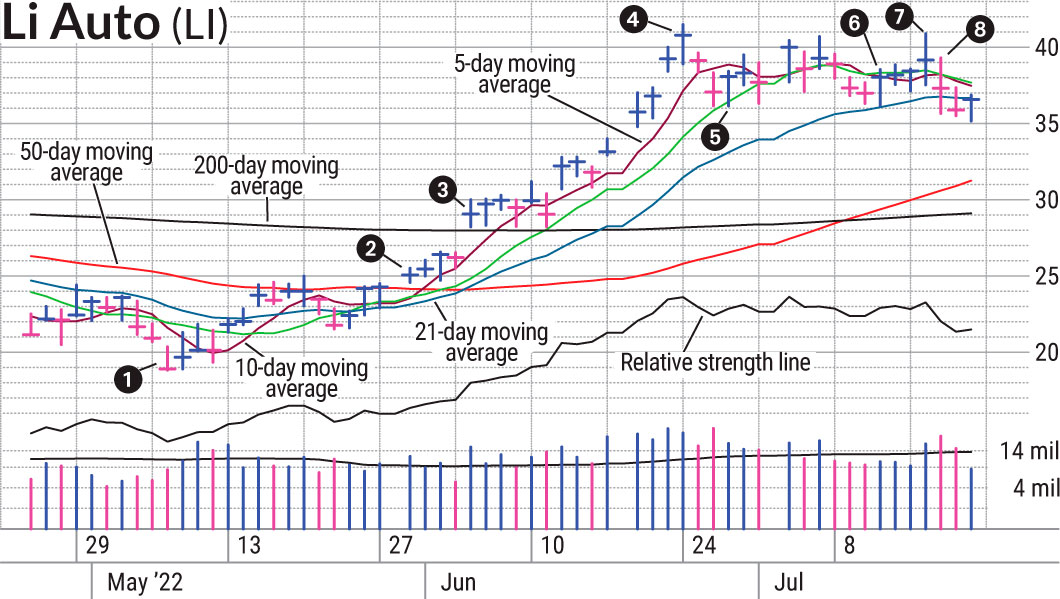 Li Auto (LI)
4
7
6
8
40
5-day moving
average
5
35
50-day moving
average
200-day moving
average
3
30
2
25
21-day moving
average
20
Relative strength line
10-day moving
average
1
14 mil
4 mil
29
13
27
10
24
8
May ’22
Jun
Jul